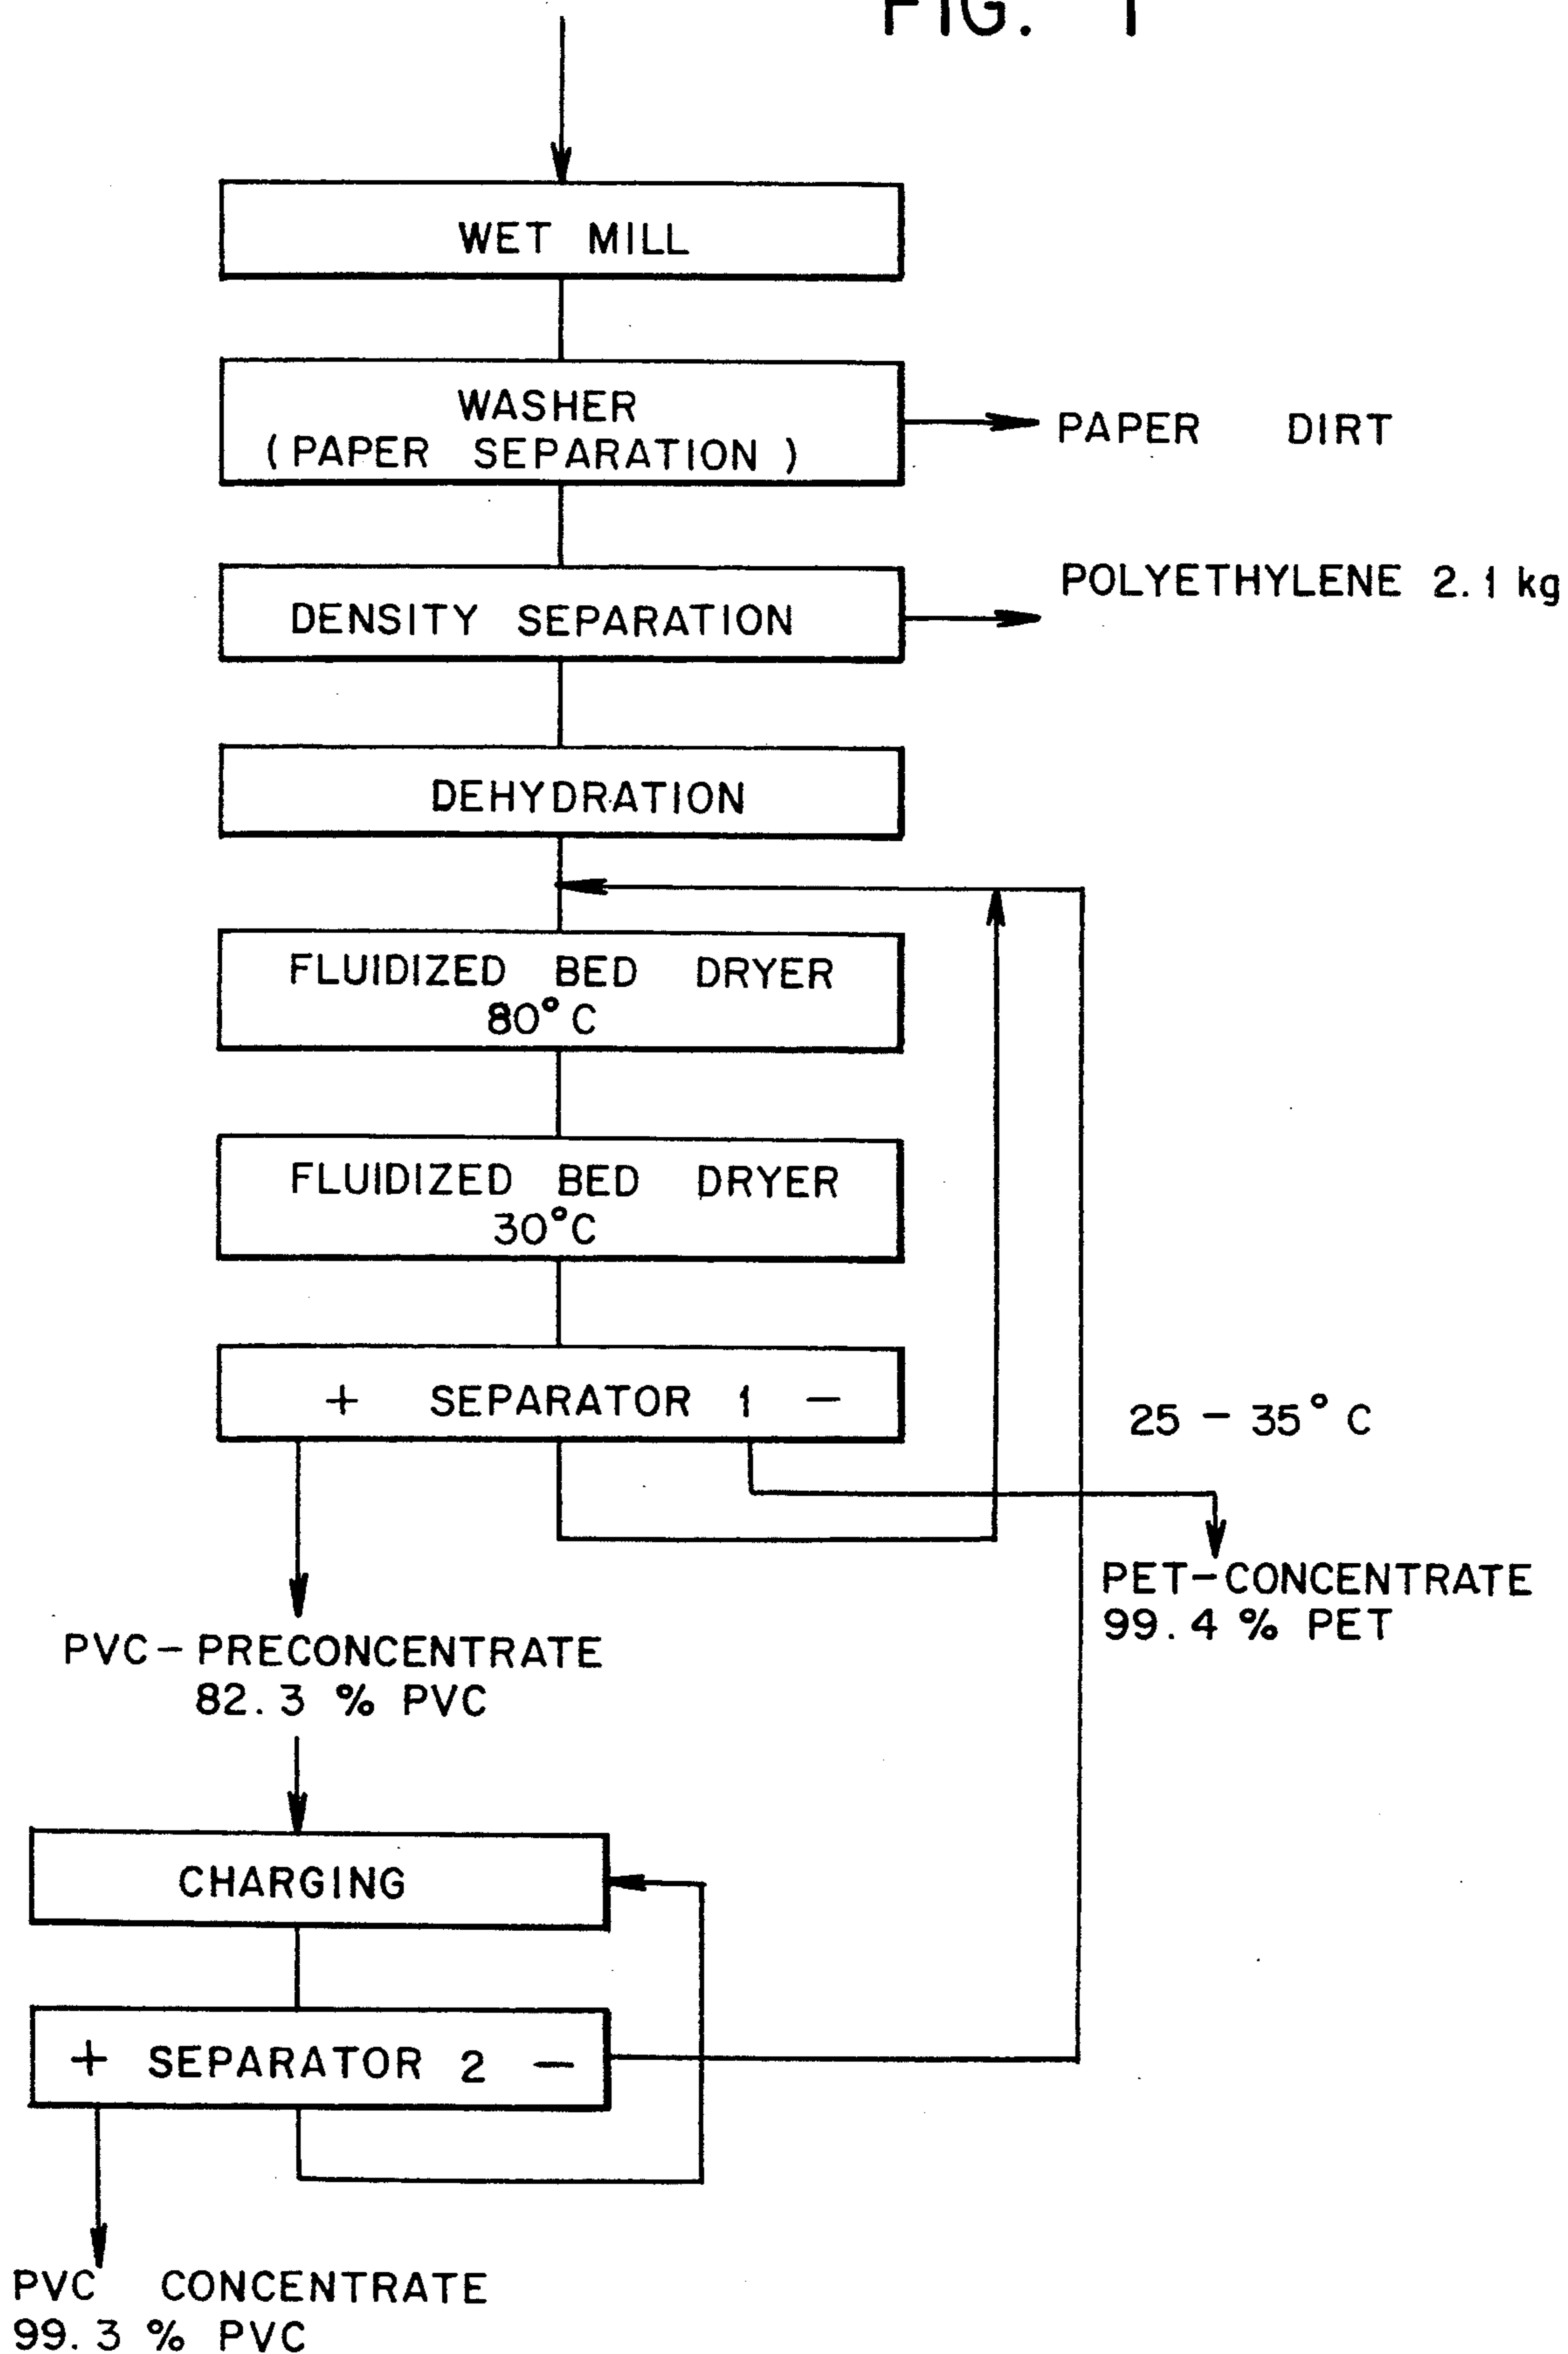 FIG. 1
WET MILL
WASHER
(PAPER SEPARATION)
PAPER DIRT
DENSITY SEPARATION
POLYETHYLENE 2.1 kg
DEHYDRATION
FLUIDIZED BED DRYER
80°C
FLUIDIZED BED DRYER
30°C
+ SEPARATOR 1 -
25 - 35°C
PET-CONCENTRATE
99.4 % PET
PVC-PRECONCENTRATE
82.3 % PVC
CHARGING
+ SEPARATOR 2 -
PVC CONCENTRATE
99.3 % PVC